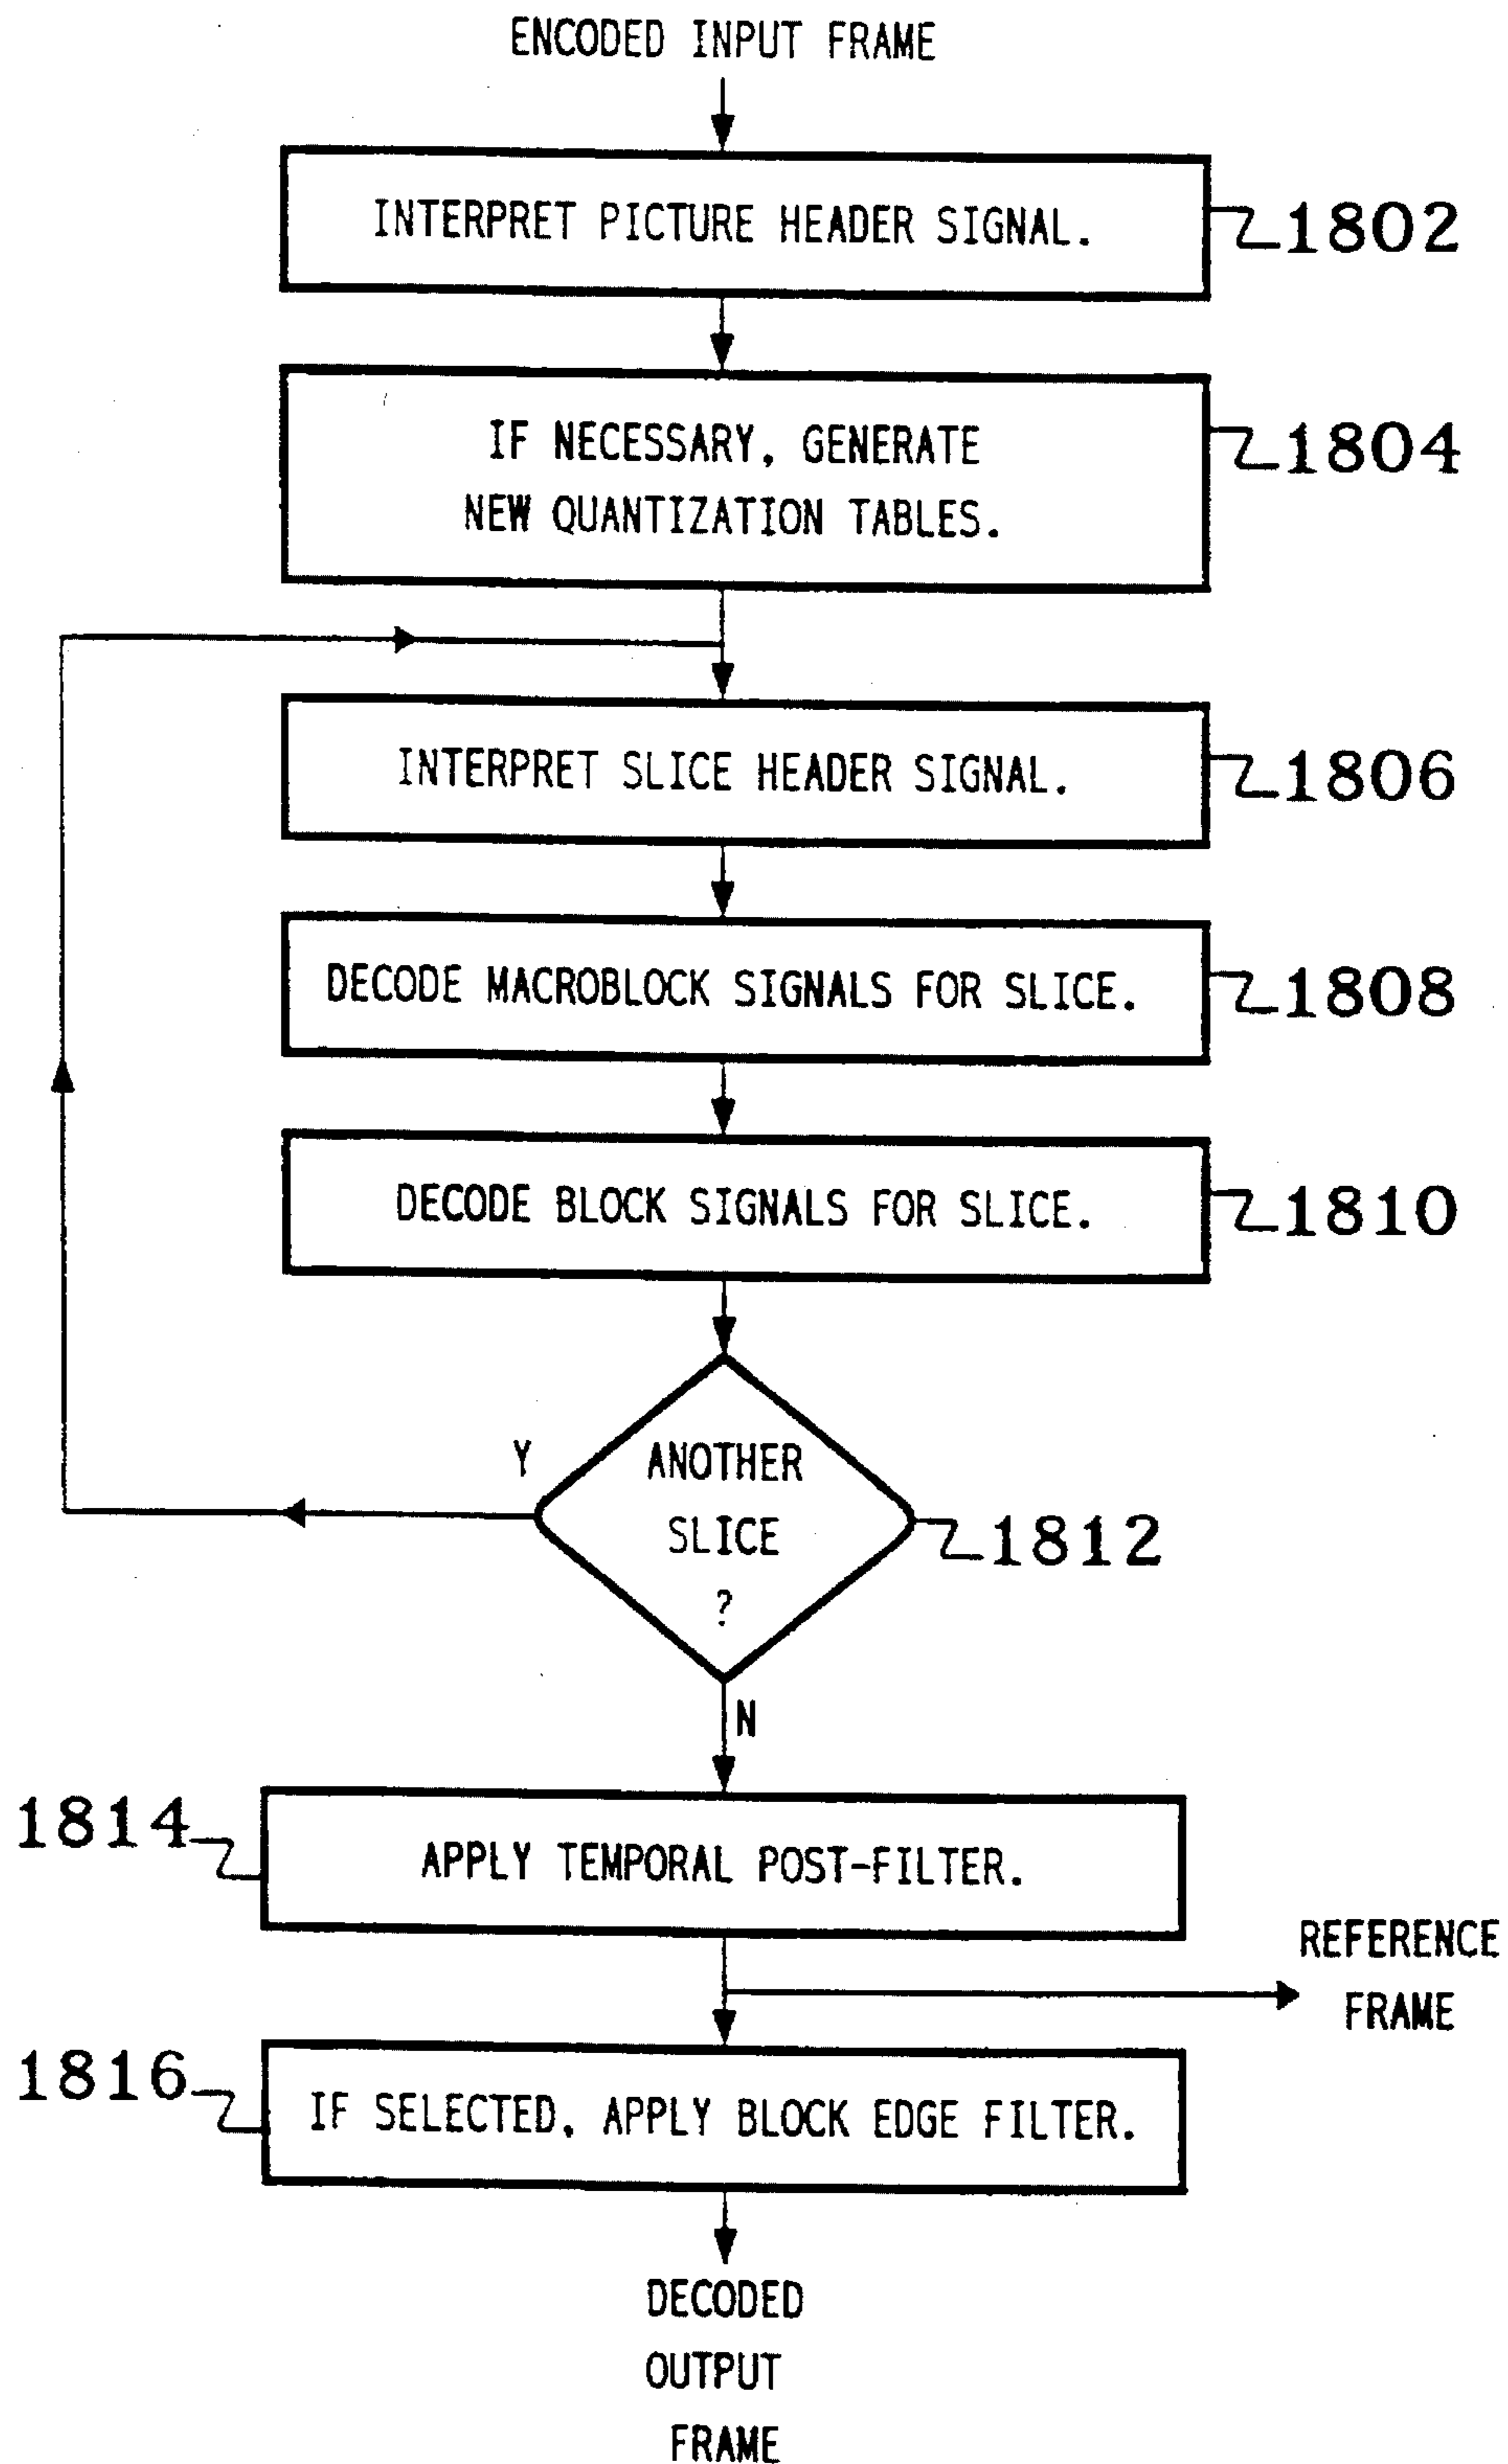 ENCODED INPUT FRAME
INTERPRET PICTURE HEADER SIGNAL.
1802
IF NECESSARY, GENERATE
NEW QUANTIZATION TABLES.
1804
INTERPRET SLICE HEADER SIGNAL.
1806
DECODE MACROBLOCK SIGNALS FOR SLICE.
1808
DECODE BLOCK SIGNALS FOR SLICE.
1810
Y
ANOTHER
SLICE
?
1812
N
1814
APPLY TEMPORAL POST-FILTER.
REFERENCE
FRAME
1816
IF SELECTED, APPLY BLOCK EDGE FILTER.
DECODED
OUTPUT
FRAME